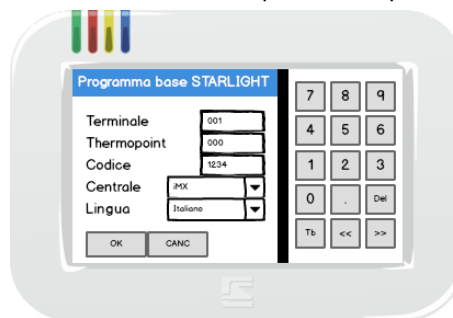 Programma base STARLIGHT
Terminale 001
Thermopoint 000
Codice 1234
Centrale iMX
Lingua Italiano
OK CANC
7 8 9
4 5 6
1 2 3
0 . Del
Tb << >>